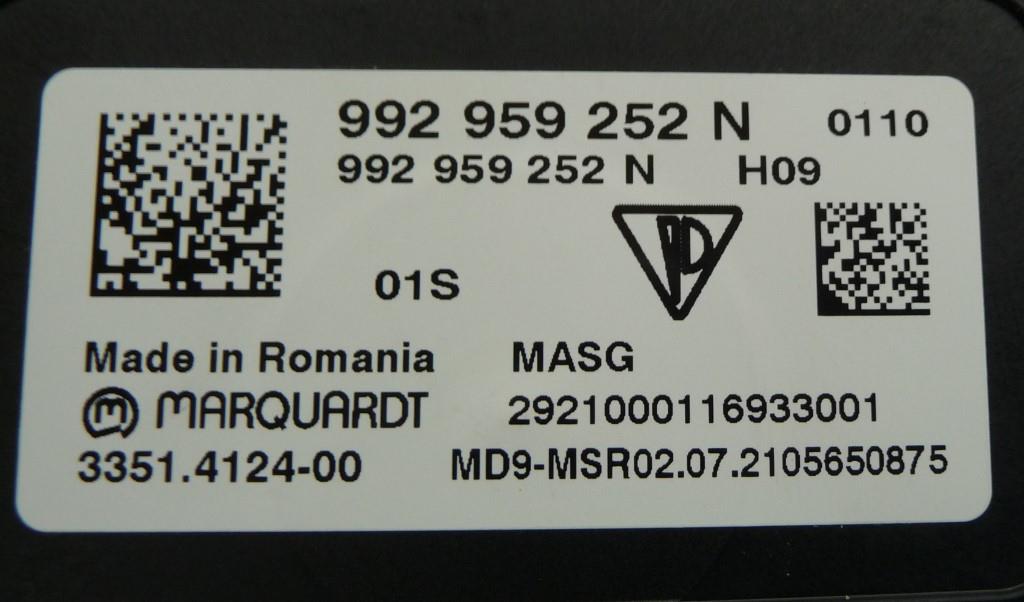 992 959 252 N 0110
992 959 252 N H09
01S
Made in Romania MASG
MARQUARDT 2921000116933001
3351.4124-00 MD9-MSR02.07.2105650875